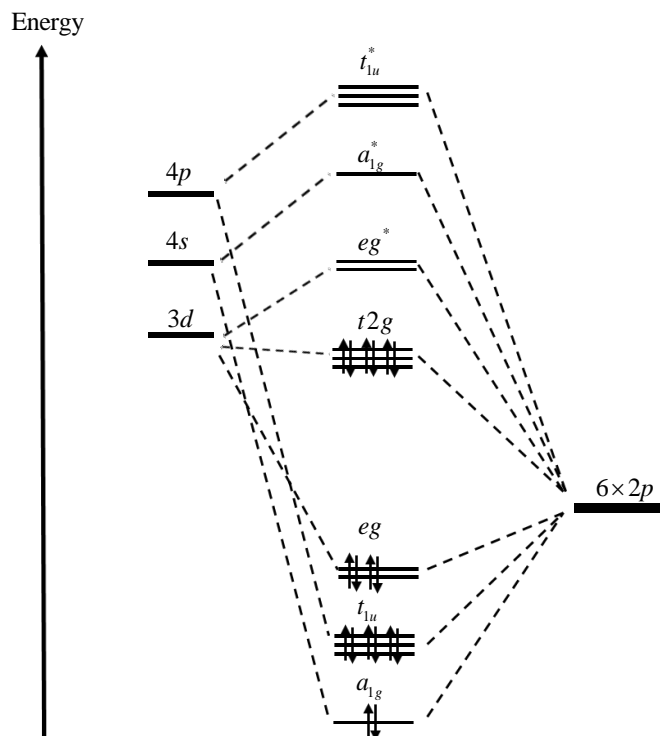 Energy
t*1u
a*1g
4p
4s
eg*
3d
t2g
6×2p
eg
t1u
a1g